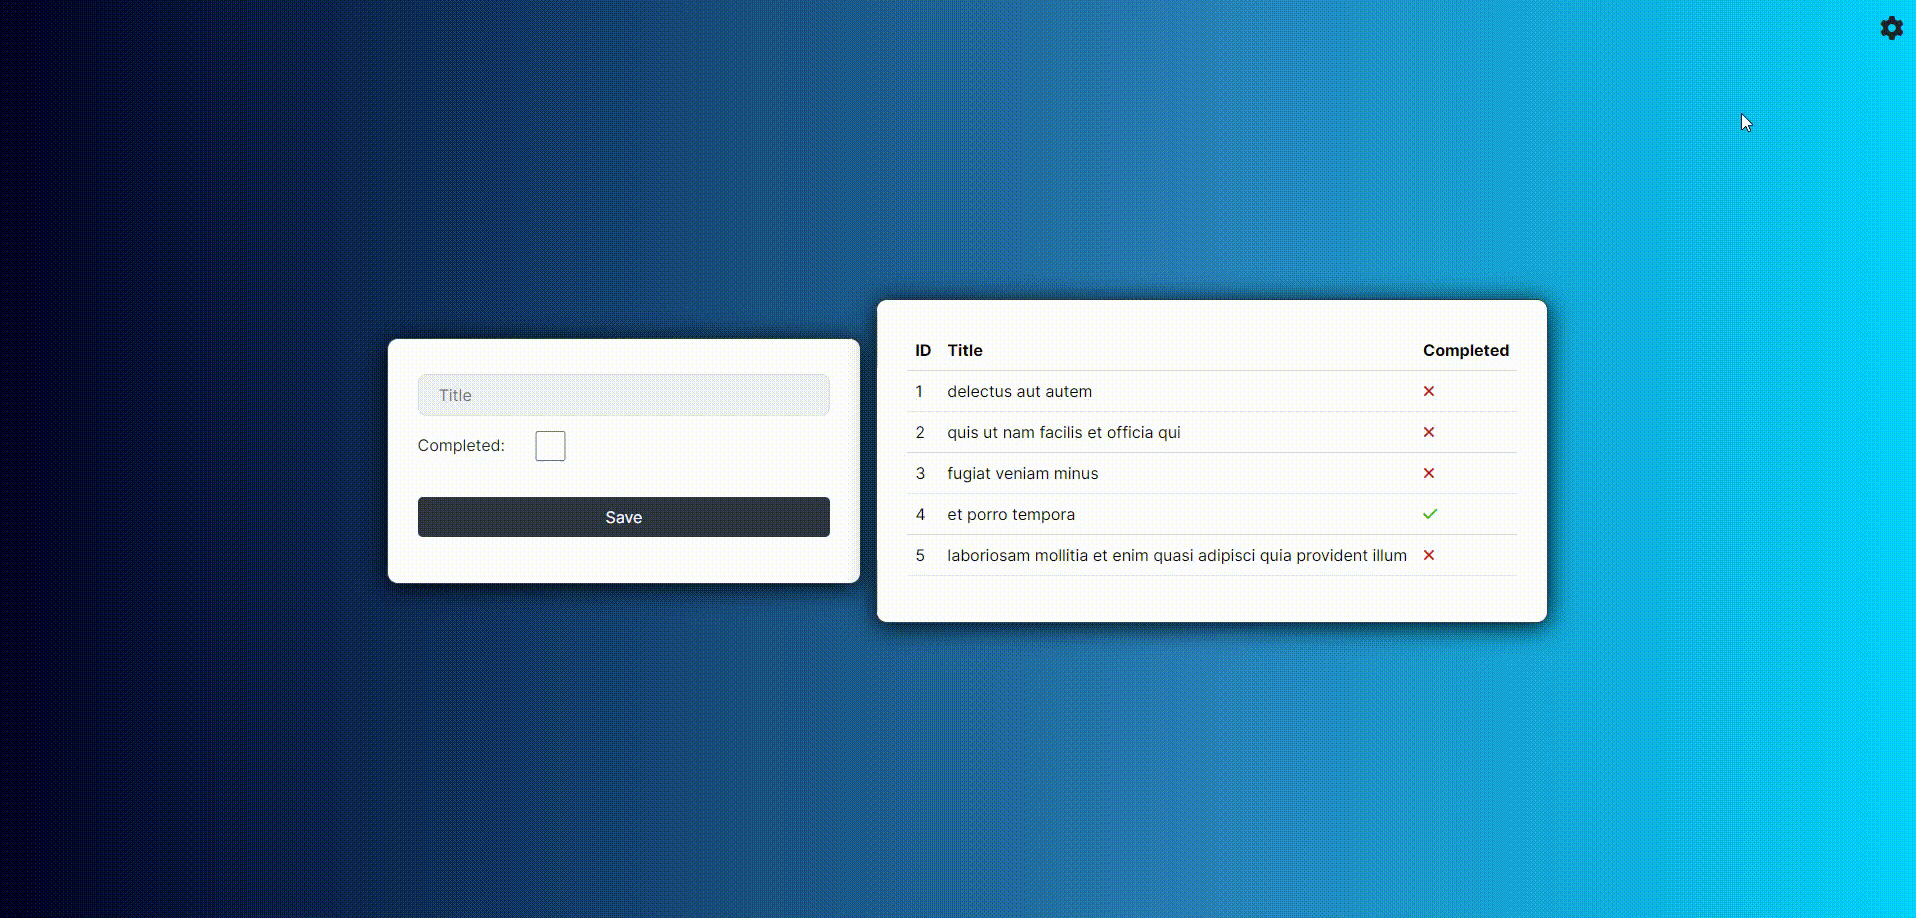 Title
Completed:
Save
ID Title Completed
1 delectus aut autem
2 quis ut nam facilis et officia qui
3 fugiat veniam minus
4 et porro tempora
5 laboriosam mollitia et enim quasi adipisci quia provident illum